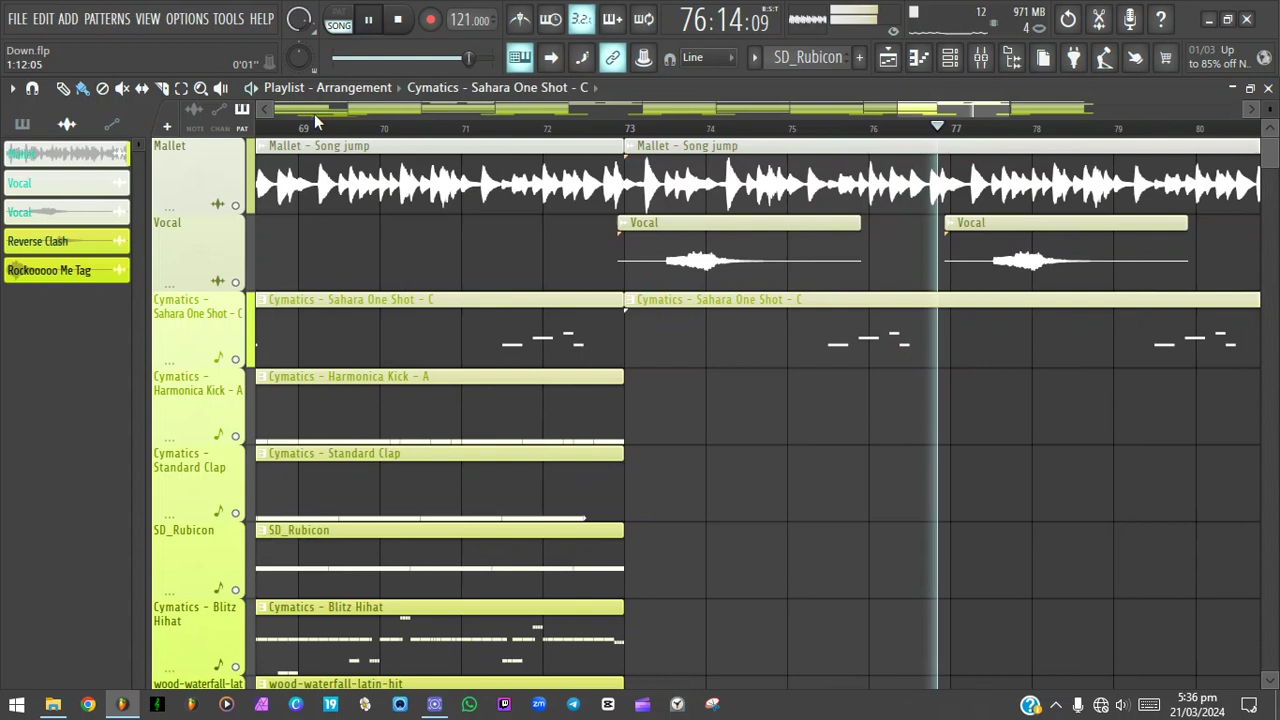 FILE EDIT ADD PATTERNS VIEW OPTIONS TOOLS HELP
PAT
SONG
121.000
3.2
76:14:09
B:S:T
12
971 MB
4
Down.flp
1:12:05
0'01"
Line
SD_Rubicon
01/03 Up
to 85% off N..
Playlist - Arrangement
Cymatics - Sahara One Shot - C
NOTE CHAN PAT
69 70 71 72 73 74 75 76 77 78 79 80
Mallet
Vocal
Vocal
Reverse Clash
Rockooooo Me Tag
Mallet
Mallet - Song jump
Mallet - Song jump
Vocal
Vocal
Vocal
Cymatics -
Sahara One Shot - C
Cymatics - Sahara One Shot - C
Cymatics - Sahara One Shot - C
Cymatics -
Harmonica Kick - A
Cymatics - Harmonica Kick - A
Cymatics -
Standard Clap
Cymatics - Standard Clap
SD_Rubicon
SD_Rubicon
Cymatics - Blitz
Hihat
Cymatics - Blitz Hihat
wood-waterfall-lat
wood-waterfall-latin-hit
19
zm
5:36 pm
21/03/2024